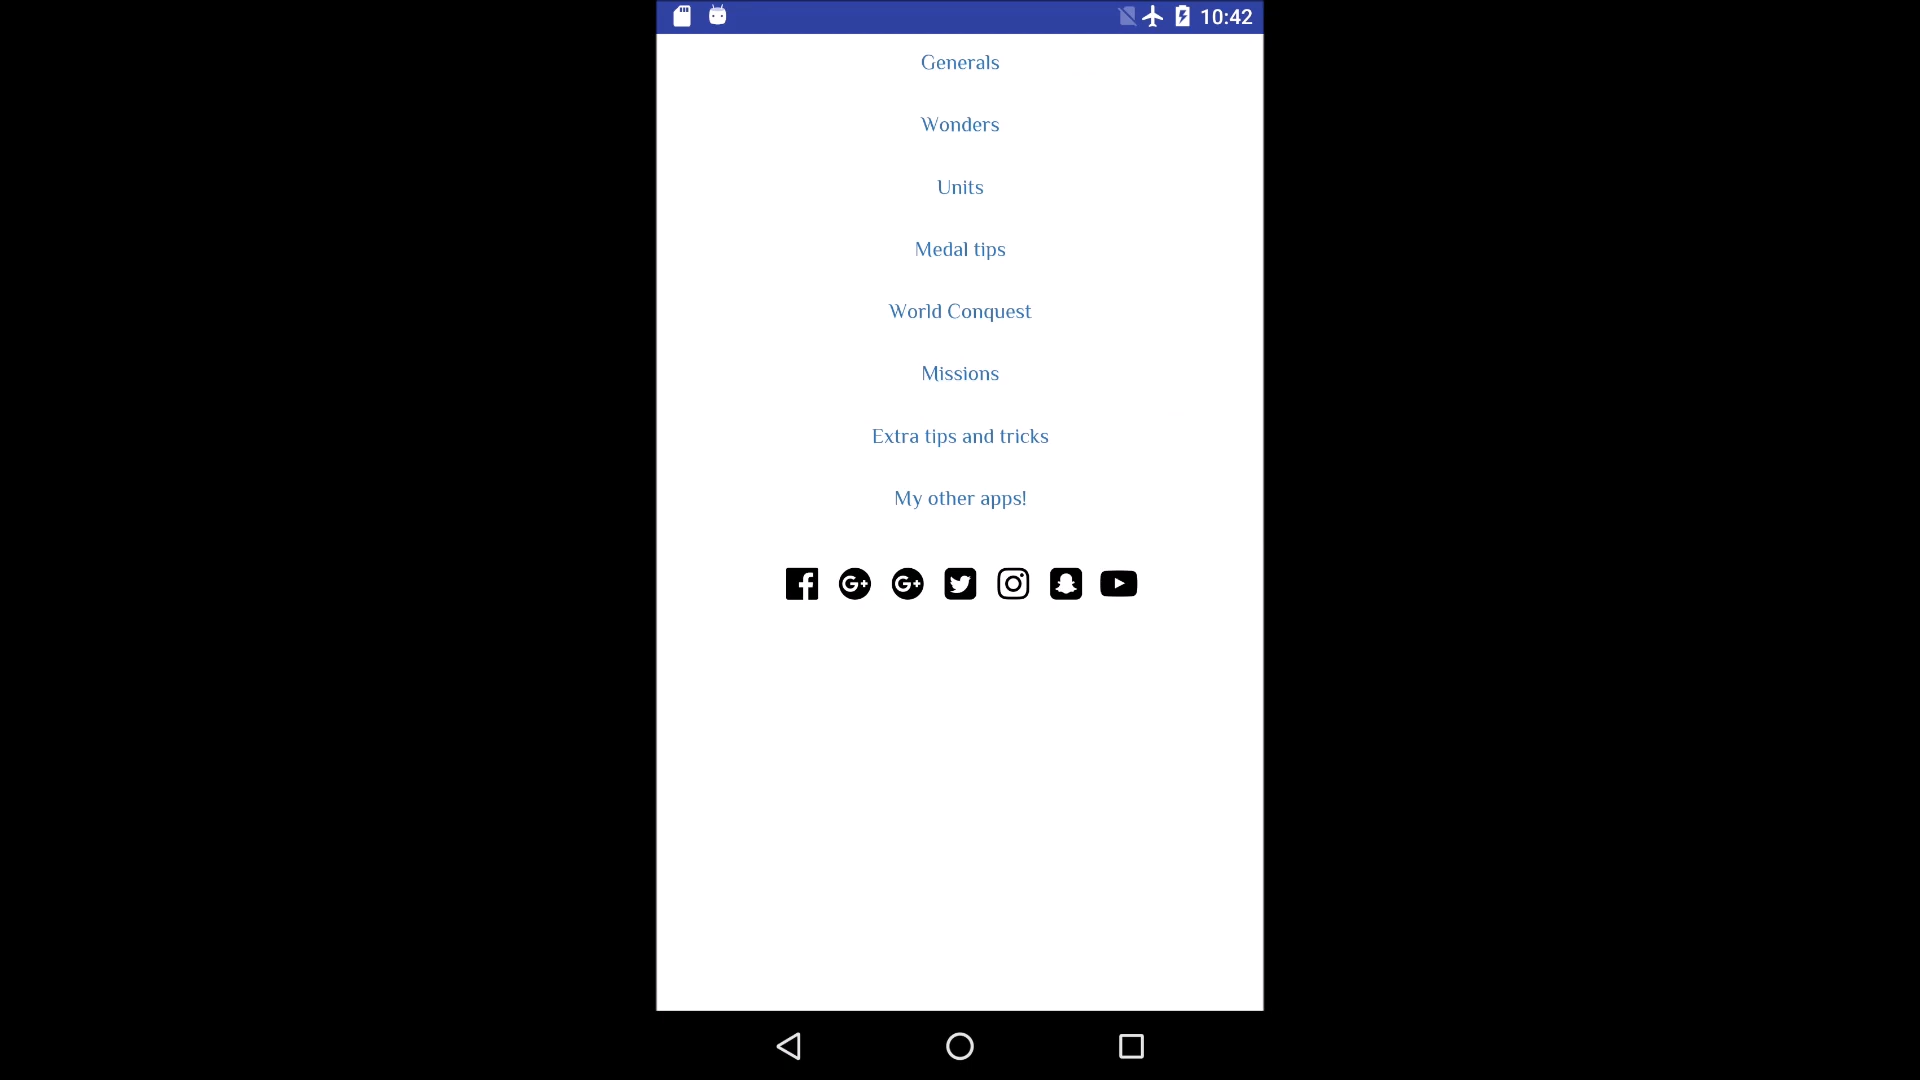 10:42
Generals
Wonders
Units
Medal tips
World Conquest
Missions
Extra tips and tricks
My other apps!